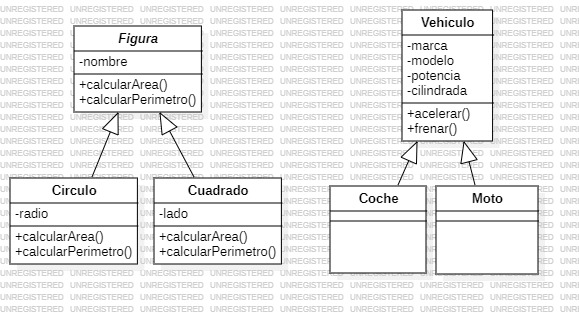 Figura
-nombre
+calcularArea()
+calcularPerimetro()
Circulo
-radio
+calcularArea()
+calcularPerimetro()
Cuadrado
-lado
+calcularArea()
+calcularPerimetro()
Vehiculo
-marca
-modelo
-potencia
-cilindrada
+acelerar()
+frenar()
Coche
Moto
UNREGISTERED